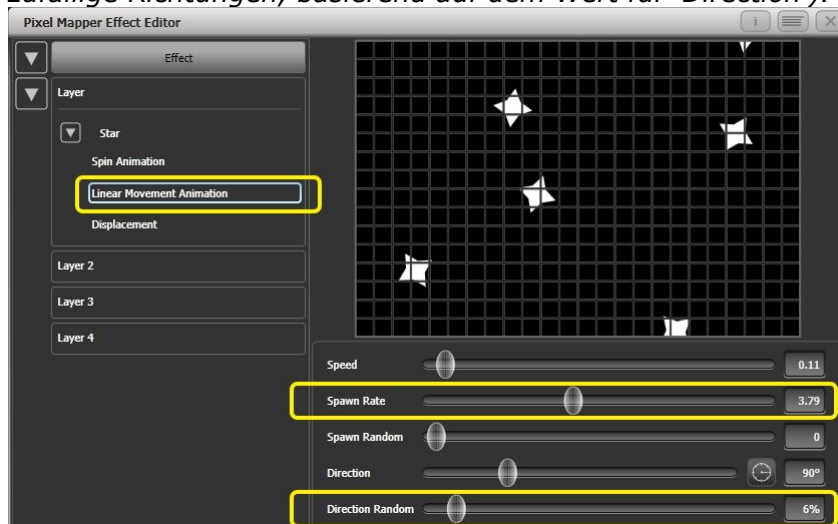 zufällige Richtungen, basierend auf dem Wert für 'Direction').
Pixel Mapper Effect Editor
Effect
Layer
Star
Spin Animation
Linear Movement Animation
Displacement
Layer 2
Layer 3
Layer 4
Speed 0.11
Spawn Rate 3.79
Spawn Random 0
Direction 90°
Direction Random 6%